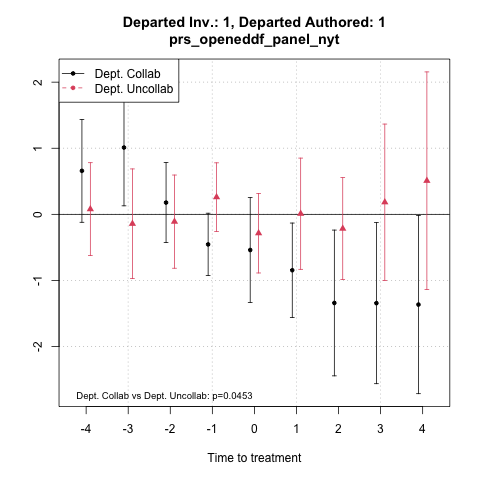 Departed Inv.: 1, Departed Authored: 1
prs_openeddf_panel_nyt
Dept. Collab
Dept. Uncollab
2
1
0
-1
-2
Dept. Collab vs Dept. Uncollab: p=0.0453
-4 -3 -2 -1 0 1 2 3 4
Time to treatment